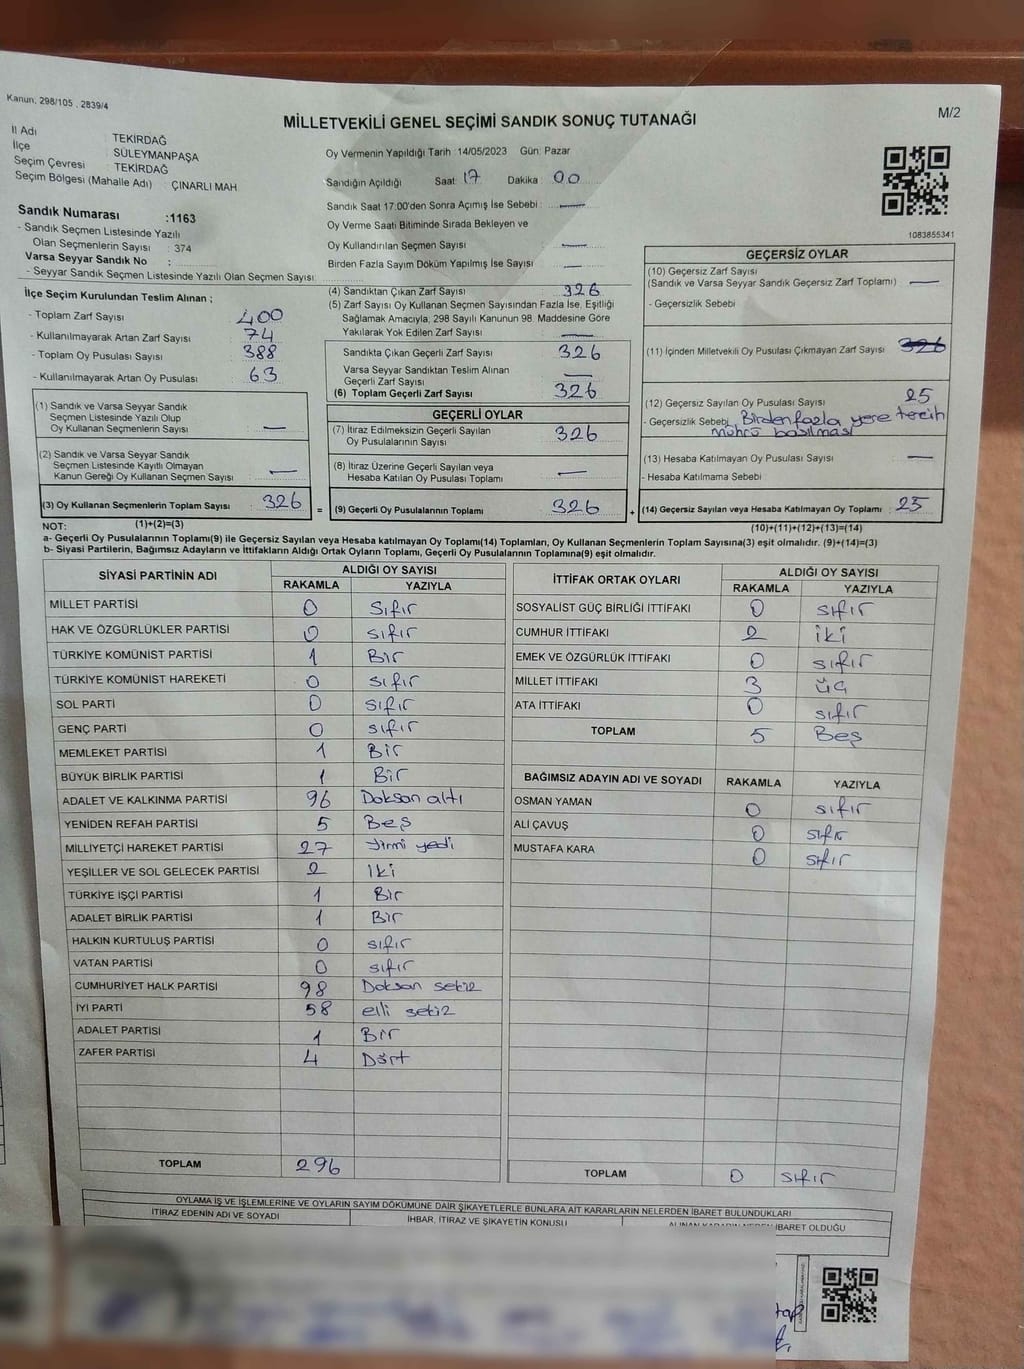 Kanun, 298/105 , 2839/4
M/2
MİLLETVEKİLİ GENEL SEÇİMİ SANDIK SONUÇ TUTANAĞI
İl Adı : TEKİRDAĞ
İlçe : SÜLEYMANPAŞA
Seçim Çevresi : TEKİRDAĞ
Seçim Bölgesi (Mahalle Adı) : ÇINARLI MAH
Sandık Numarası :1163
- Sandık Seçmen Listesinde Yazılı
Olan Seçmenlerin Sayısı : 374
Varsa Seyyar Sandık No :
- Seyyar Sandık Seçmen Listesinde Yazılı Olan Seçmen Sayısı:
İlçe Seçim Kurulundan Teslim Alınan ;
- Toplam Zarf Sayısı : 400
- Kullanılmayarak Artan Zarf Sayısı : 74
- Toplam Oy Pusulası Sayısı : 388
- Kullanılmayarak Artan Oy Pusulası : 63
(1) Sandık ve Varsa Seyyar Sandık
Seçmen Listesinde Yazılı Olup
Oy Kullanan Seçmenlerin Sayısı : —
(2) Sandık ve Varsa Seyyar Sandık
Seçmen Listesinde Kayıtlı Olmayan
Kanun Gereği Oy Kullanan Seçmen Sayısı : —
(3) Oy Kullanan Seçmenlerin Toplam Sayısı : 326
Oy Vermenin Yapıldığı Tarih :14/05/2023 Gün: Pazar
Sandığın Açıldığı Saat: 17 Dakika : 00
Sandık Saat 17:00'den Sonra Açımış İse Sebebi : —
Oy Verme Saati Bitiminde Sırada Bekleyen ve
Oy Kullandırılan Seçmen Sayısı : —
Birden Fazla Sayım Döküm Yapılmış İse Sayısı : —
(4) Sandıktan Çıkan Zarf Sayısı : 326
(5) Zarf Sayısı Oy Kullanan Seçmen Sayısından Fazla İse, Eşitliği
Sağlamak Amacıyla, 298 Sayılı Kanunun 98. Maddesine Göre
Yakılarak Yok Edilen Zarf Sayısı : —
Sandıkta Çıkan Geçerli Zarf Sayısı : 326
Varsa Seyyar Sandıktan Teslim Alınan
Geçerli Zarf Sayısı : —
(6) Toplam Geçerli Zarf Sayısı : 326
GEÇERLİ OYLAR
(7) İtiraz Edilmeksizin Geçerli Sayılan
Oy Pusulalarının Sayısı : 326
(8) İtiraz Üzerine Geçerli Sayılan veya
Hesaba Katılan Oy Pusulası Toplamı : —
= (9) Geçerli Oy Pusulalarının Toplamı : 326
1083855341
GEÇERSİZ OYLAR
(10) Geçersiz Zarf Sayısı
(Sandık ve Varsa Seyyar Sandık Geçersiz Zarf Toplamı) : —
- Geçersizlik Sebebi
(11) İçinden Milletvekili Oy Pusulası Çıkmayan Zarf Sayısı : 326
(12) Geçersiz Sayılan Oy Pusulası Sayısı : 25
- Geçersizlik Sebebi Birden fazla yere tercih
mührü basılması
(13) Hesaba Katılmayan Oy Pusulası Sayısı : —
- Hesaba Katılmama Sebebi
+ (14) Geçersiz Sayılan veya Hesaba Katılmayan Oy Toplamı : 25
NOT: (1)+(2)=(3)
(10)+(11)+(12)+(13)=(14)
a- Geçerli Oy Pusulalarının Toplamı(9) ile Geçersiz Sayılan veya Hesaba katılmayan Oy Toplamı(14) Toplamları, Oy Kullanan Seçmenlerin Toplam Sayısına(3) eşit olmalıdır. (9)+(14)=(3)
b- Siyasi Partilerin, Bağımsız Adayların ve İttifakların Aldığı Ortak Oyların Toplamı, Geçerli Oy Pusulalarının Toplamına(9) eşit olmalıdır.
SİYASİ PARTİNİN ADI ALDIĞI OY SAYISI
RAKAMLA YAZIYLA
MİLLET PARTİSİ 0 Sıfır
HAK VE ÖZGÜRLÜKLER PARTİSİ 0 sıfır
TÜRKİYE KOMÜNİST PARTİSİ 1 Bir
TÜRKİYE KOMÜNİST HAREKETİ 0 sıfır
SOL PARTİ 0 sıfır
GENÇ PARTİ 0 sıfır
MEMLEKET PARTİSİ 1 Bir
BÜYÜK BİRLİK PARTİSİ 1 Bir
ADALET VE KALKINMA PARTİSİ 96 Doksan altı
YENİDEN REFAH PARTİSİ 5 Beş
MİLLİYETÇİ HAREKET PARTİSİ 27 Yirmi yedi
YEŞİLLER VE SOL GELECEK PARTİSİ 2 İki
TÜRKİYE İŞÇİ PARTİSİ 1 Bir
ADALET BİRLİK PARTİSİ 1 Bir
HALKIN KURTULUŞ PARTİSİ 0 sıfır
VATAN PARTİSİ 0 sıfır
CUMHURİYET HALK PARTİSİ 98 Doksan sekiz
İYİ PARTİ 58 elli sekiz
ADALET PARTİSİ 1 Bir
ZAFER PARTİSİ 4 Dört
TOPLAM 296
İTTİFAK ORTAK OYLARI ALDIĞI OY SAYISI
RAKAMLA YAZIYLA
SOSYALİST GÜÇ BİRLİĞİ İTTİFAKI 0 sıfır
CUMHUR İTTİFAKI 2 iki
EMEK VE ÖZGÜRLÜK İTTİFAKI 0 sıfır
MİLLET İTTİFAKI 3 üç
ATA İTTİFAKI 0 sıfır
TOPLAM 5 Beş
BAĞIMSIZ ADAYIN ADI VE SOYADI RAKAMLA YAZIYLA
OSMAN YAMAN 0 sıfır
ALİ ÇAVUŞ 0 sıfır
MUSTAFA KARA 0 sıfır
TOPLAM 0 sıfır
OYLAMA İŞ VE İŞLEMLERİNE VE OYLARIN SAYIM DÖKÜMÜNE DAİR ŞİKAYETLERLE BUNLARA AİT KARARLARIN NELERDEN İBARET BULUNDUKLARI
İTİRAZ EDENİN ADI VE SOYADI İHBAR, İTİRAZ VE ŞİKAYETİN KONUSU ALINAN KARARIN NEDEN İBARET OLDUĞU